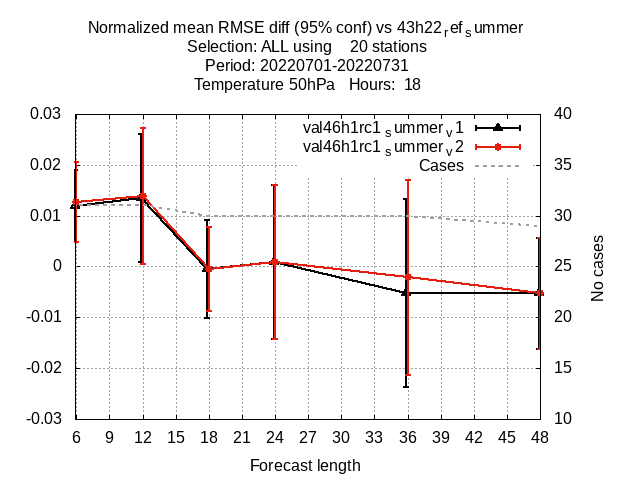 Normalized mean RMSE diff (95% conf) vs 43h22refsummer
Selection: ALL using 20 stations
Period: 20220701-20220731
Temperature 50hPa Hours: 18
val46h1rc1summerv1
val46h1rc1summerv2
Cases
0.03
0.02
0.01
0
-0.01
-0.02
-0.03
40
35
30
25
20
15
10
No cases
6 9 12 15 18 21 24 27 30 33 36 39 42 45 48
Forecast length